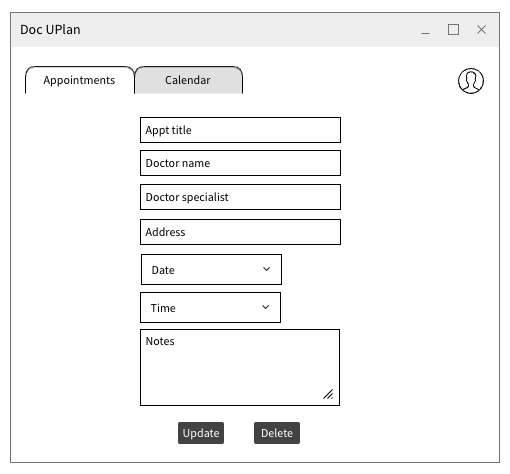 Doc UPlan
Appointments Calendar
Appt title
Doctor name
Doctor specialist
Address
Date
Time
Notes
Update Delete